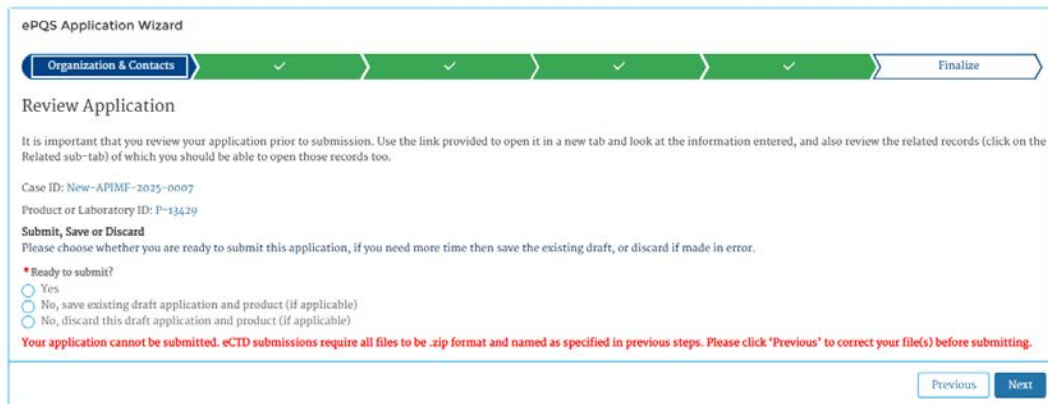 ePQS Application Wizard
Organization & Contacts
Finalize
Review Application
It is important that you review your application prior to submission. Use the link provided to open it in a new tab and look at the information entered, and also review the related records (click on the
Related sub-tab) of which you should be able to open those records too.
Case ID: New-APIMF-2025-0007
Product or Laboratory ID: P-13429
Submit, Save or Discard
Please choose whether you are ready to submit this application, if you need more time then save the existing draft, or discard if made in error.
*Ready to submit?
Yes
No, save existing draft application and product (if applicable)
No, discard this draft application and product (if applicable)
Your application cannot be submitted. eCTD submissions require all files to be .zip format and named as specified in previous steps. Please click ‘Previous’ to correct your file(s) before submitting.
Previous
Next